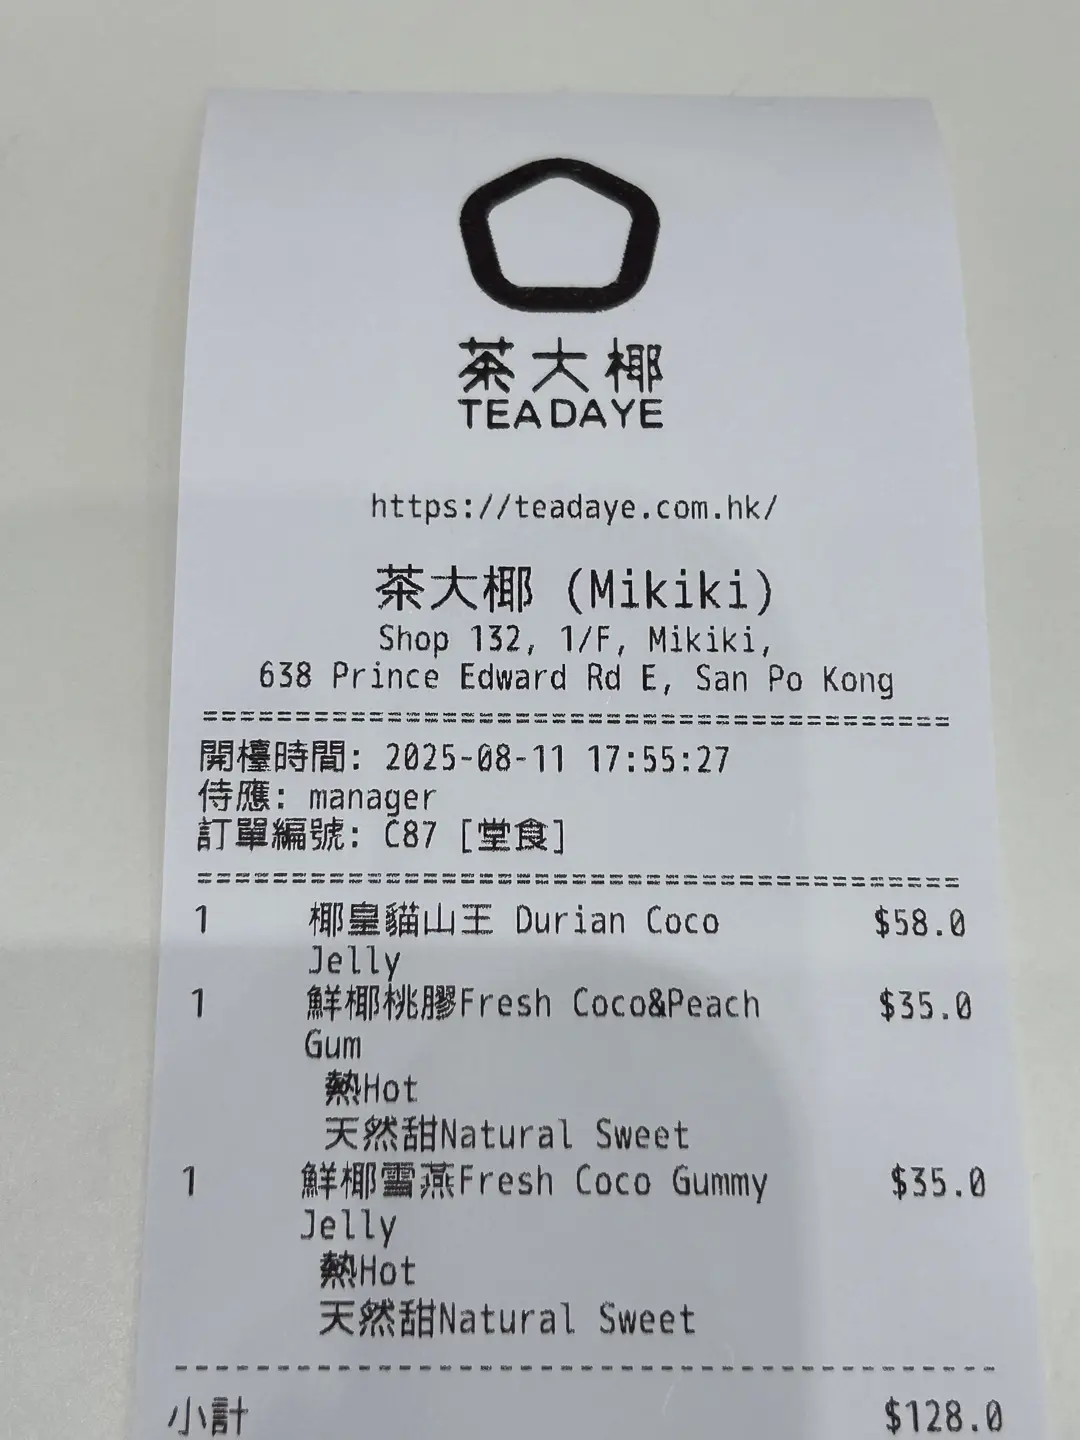 茶大椰
TEA DAYE
https://teadaye.com.hk/
茶大椰 (Mikiki)
Shop 132, 1/F, Mikiki,
638 Prince Edward Rd E, San Po Kong
========================================
開檯時間: 2025-08-11 17:55:27
侍應: manager
訂單編號: C87 [堂食]
========================================
1 椰皇貓山王 Durian Coco $58.0
Jelly
1 鮮椰桃膠Fresh Coco&Peach $35.0
Gum
熱Hot
天然甜Natural Sweet
1 鮮椰雪燕Fresh Coco Gummy $35.0
Jelly
熱Hot
天然甜Natural Sweet
----------------------------------------
小計 $128.0